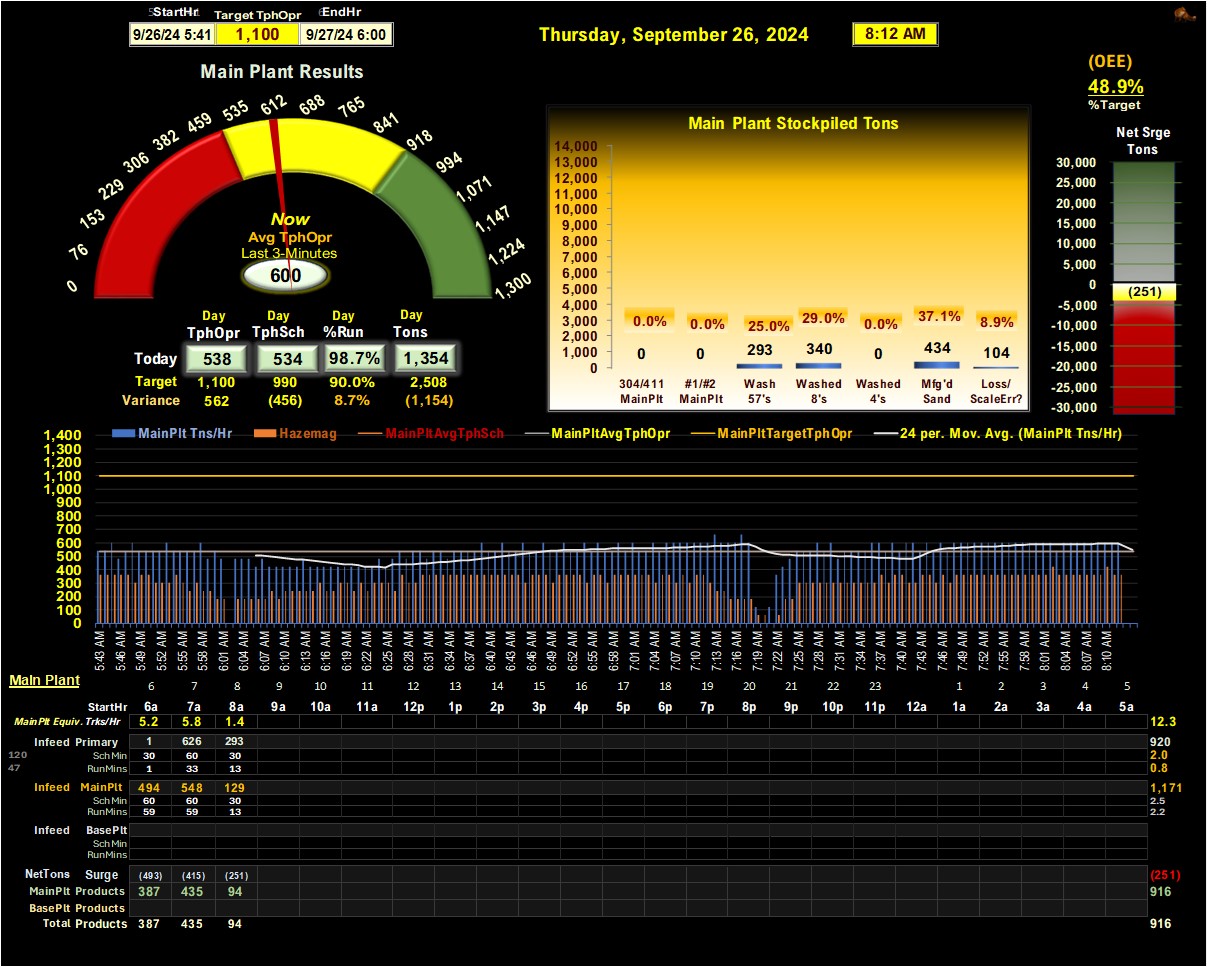 StartHr Target TphOpr EndHr
9/26/24 5:41 1,100 9/27/24 6:00
Thursday, September 26, 2024 8:12 AM
(OEE)
48.9%
%Target
Main Plant Results
0 76 153 229 306 382 459 535 612 688 765 841 918 994 1,071 1,147 1,224 1,300
Now
Avg TphOpr
Last 3-Minutes
600
Day Day Day Day
TphOpr TphSch %Run Tons
Today 538 534 98.7% 1,354
Target 1,100 990 90.0% 2,508
Variance 562 (456) 8.7% (1,154)
Main Plant Stockpiled Tons
14,000
13,000
12,000
11,000
10,000
9,000
8,000
7,000
6,000
5,000
4,000
3,000
2,000
1,000
0
0.0% 0.0% 25.0% 29.0% 0.0% 37.1% 8.9%
0 0 293 340 0 434 104
304/411 #1/#2 Wash Washed Washed Mfg'd Loss/
MainPlt MainPlt 57's 8's 4's Sand ScaleErr?
Net Srge
Tons
30,000
25,000
20,000
15,000
10,000
5,000
0
(251)
-5,000
-10,000
-15,000
-20,000
-25,000
-30,000
MainPlt Tns/Hr Hazemag MainPltAvgTphSch MainPltAvgTphOpr MainPltTargetTphOpr 24 per. Mov. Avg. (MainPlt Tns/Hr)
1,400
1,300
1,200
1,100
1,000
900
800
700
600
500
400
300
200
100
0
5:43 AM 5:46 AM 5:49 AM 5:52 AM 5:55 AM 5:58 AM 6:01 AM 6:04 AM 6:07 AM 6:10 AM 6:13 AM 6:16 AM 6:19 AM 6:22 AM 6:25 AM 6:28 AM 6:31 AM 6:34 AM 6:37 AM 6:40 AM 6:43 AM 6:46 AM 6:49 AM 6:52 AM 6:55 AM 6:58 AM 7:01 AM 7:04 AM 7:07 AM 7:10 AM 7:13 AM 7:16 AM 7:19 AM 7:22 AM 7:25 AM 7:28 AM 7:31 AM 7:34 AM 7:37 AM 7:40 AM 7:43 AM 7:46 AM 7:49 AM 7:52 AM 7:55 AM 7:58 AM 8:01 AM 8:04 AM 8:07 AM 8:10 AM
Main Plant
6 7 8 9 10 11 12 13 14 15 16 17 18 19 20 21 22 23 1 2 3 4 5
StartHr 6a 7a 8a 9a 10a 11a 12p 1p 2p 3p 4p 5p 6p 7p 8p 9p 10p 11p 12a 1a 2a 3a 4a 5a
MainPlt Equiv. Trks/Hr 5.2 5.8 1.4 12.3
Infeed Primary 1 626 293 920
120 Sch Min 30 60 30 2.0
47 RunMins 1 33 13 0.8
Infeed MainPlt 494 548 129 1,171
Sch Min 60 60 30 2.5
RunMins 59 59 13 2.2
Infeed BasePlt
Sch Min
RunMins
NetTons Surge (493) (415) (251) (251)
MainPlt Products 387 435 94 916
BasePlt Products
Total Products 387 435 94 916